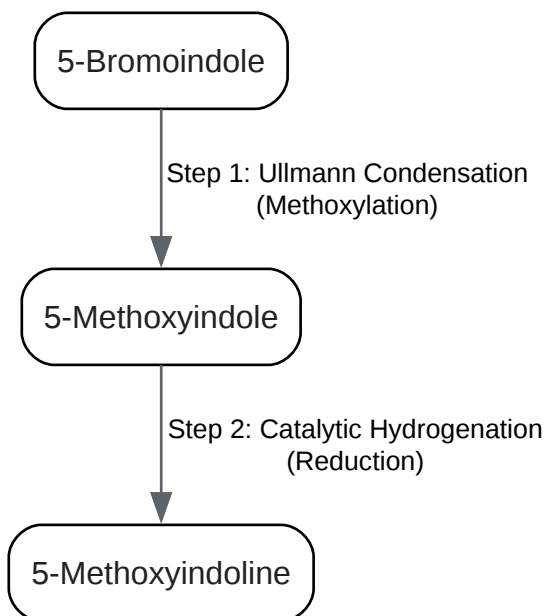 5-Bromoindole
Step 1: Ullmann Condensation
(Methoxylation)
5-Methoxyindole
Step 2: Catalytic Hydrogenation
(Reduction)
5-Methoxyindoline